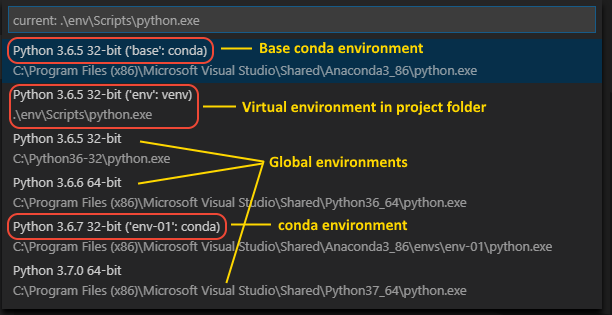 current: .\env\Scripts\python.exe
Python 3.6.5 32-bit ('base': conda)
Base conda environment
C:\Program Files (x86)\Microsoft Visual Studio\Shared\Anaconda3_86\python.exe
Python 3.6.5 32-bit ('env': venv)
.\env\Scripts\python.exe
Virtual environment in project folder
Python 3.6.5 32-bit
C:\Python36-32\python.exe
Global environments
Python 3.6.6 64-bit
C:\Program Files (x86)\Microsoft Visual Studio\Shared\Python36_64\python.exe
Python 3.6.7 32-bit ('env-01': conda)
conda environment
C:\Program Files (x86)\Microsoft Visual Studio\Shared\Anaconda3_86\envs\env-01\python.exe
Python 3.7.0 64-bit
C:\Program Files (x86)\Microsoft Visual Studio\Shared\Python37_64\python.exe